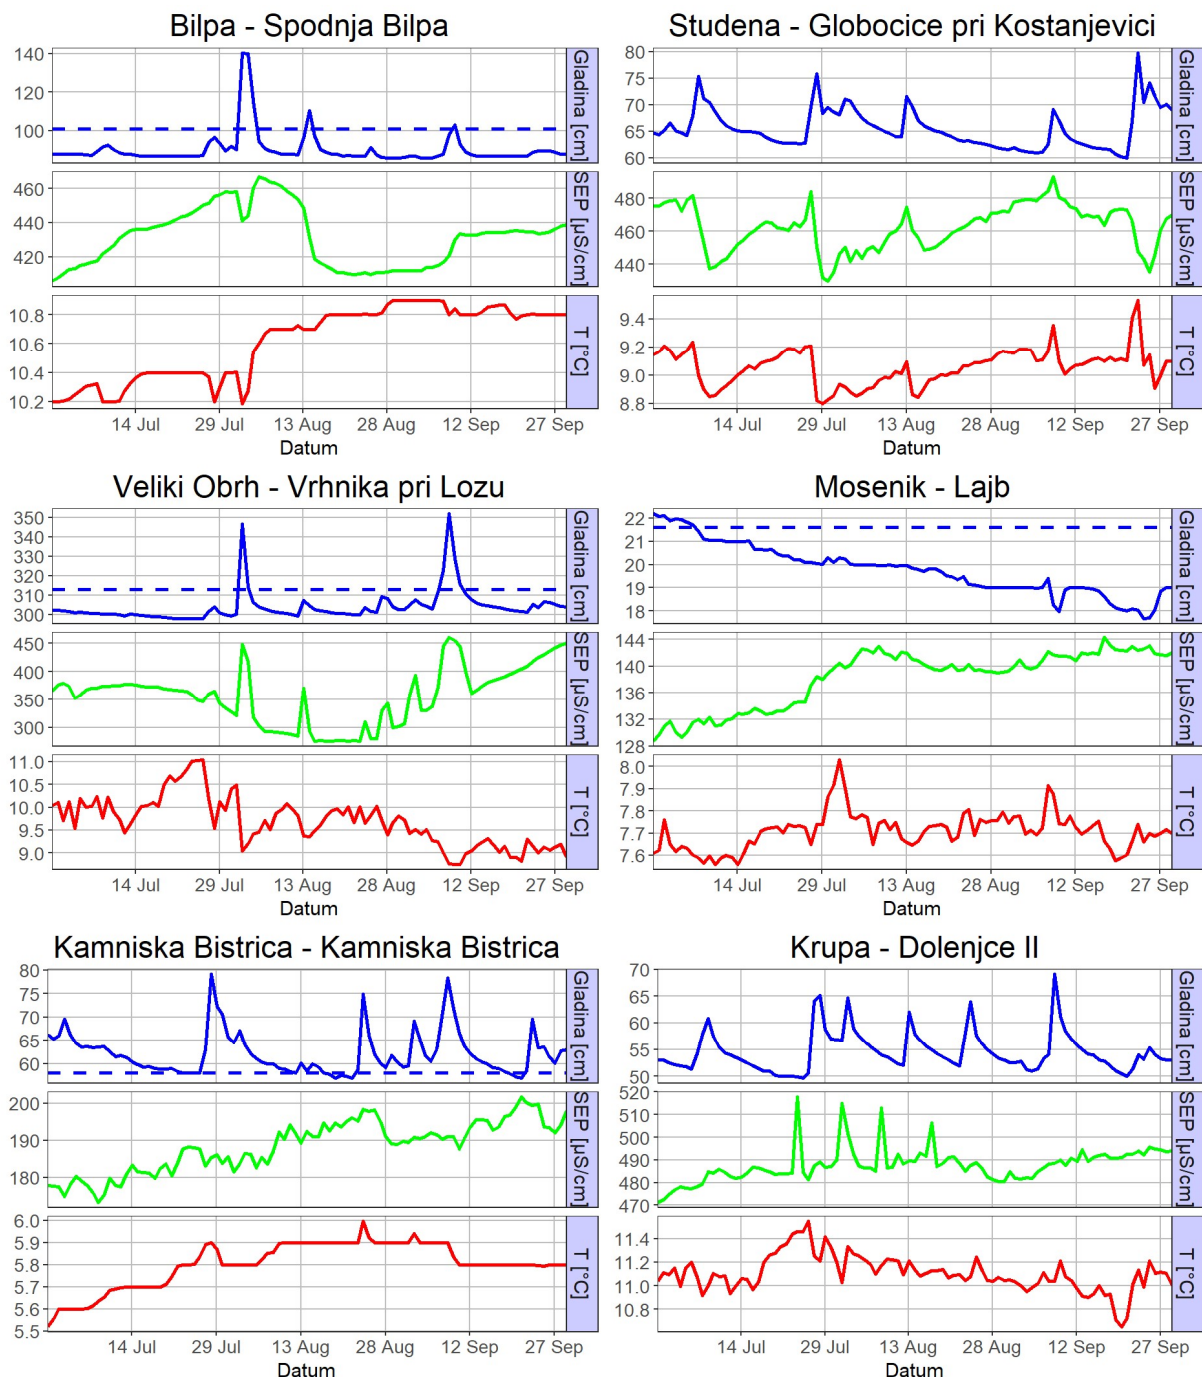 Bilpa - Spodnja Bilpa
140
120
100
Gladina [cm]
460
440
420
SEP [µS/cm]
10.8
10.6
10.4
10.2
T [°C]
14 Jul 29 Jul 13 Aug 28 Aug 12 Sep 27 Sep
Datum
Studena - Globocice pri Kostanjevici
80
75
70
65
60
Gladina [cm]
480
460
440
SEP [µS/cm]
9.4
9.2
9.0
8.8
T [°C]
14 Jul 29 Jul 13 Aug 28 Aug 12 Sep 27 Sep
Datum
Veliki Obrh - Vrhnika pri Lozu
350
340
330
320
310
300
Gladina [cm]
450
400
350
300
SEP [µS/cm]
11.0
10.5
10.0
9.5
9.0
T [°C]
14 Jul 29 Jul 13 Aug 28 Aug 12 Sep 27 Sep
Datum
Mosenik - Lajb
22
21
20
19
18
Gladina [cm]
144
140
136
132
128
SEP [µS/cm]
8.0
7.9
7.8
7.7
7.6
T [°C]
14 Jul 29 Jul 13 Aug 28 Aug 12 Sep 27 Sep
Datum
Kamniska Bistrica - Kamniska Bistrica
80
75
70
65
60
Gladina [cm]
200
190
180
SEP [µS/cm]
6.0
5.9
5.8
5.7
5.6
5.5
T [°C]
14 Jul 29 Jul 13 Aug 28 Aug 12 Sep 27 Sep
Datum
Krupa - Dolenjce II
70
65
60
55
50
Gladina [cm]
520
510
500
490
480
470
SEP [µS/cm]
11.4
11.2
11.0
10.8
T [°C]
14 Jul 29 Jul 13 Aug 28 Aug 12 Sep 27 Sep
Datum